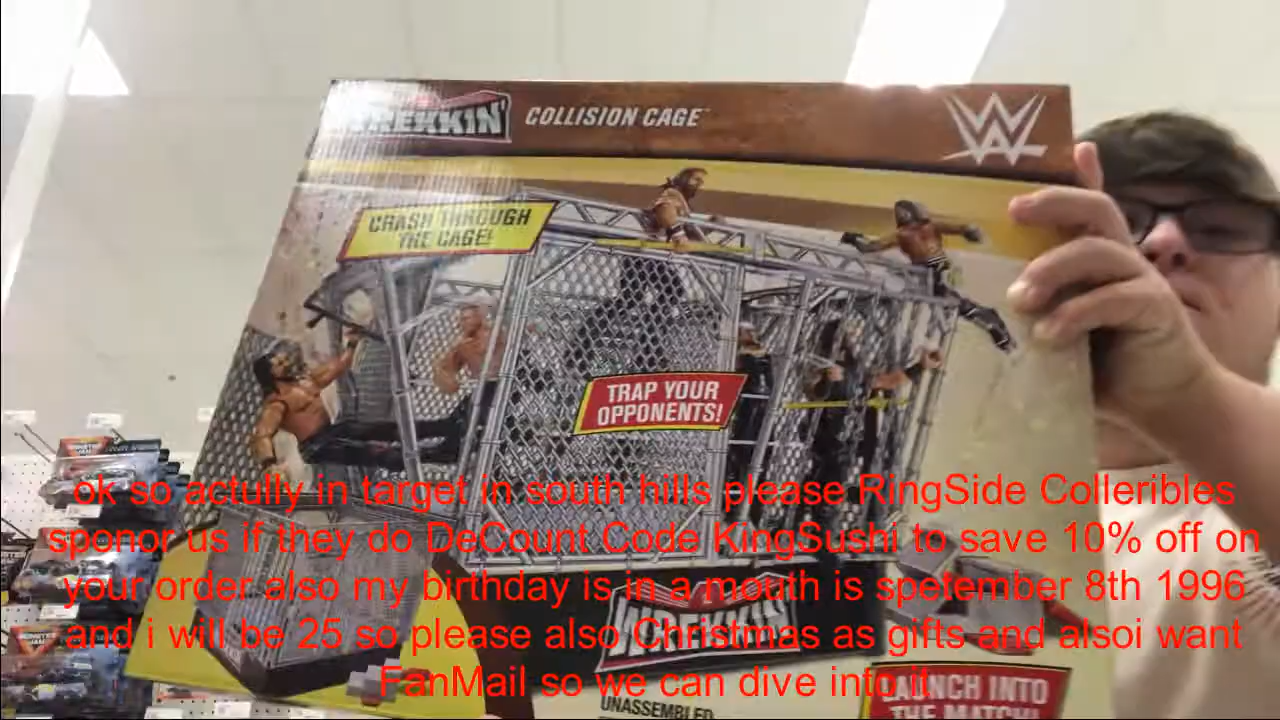 WREKKIN' COLLISION CAGE
CRASH THROUGH
THE CAGE!
TRAP YOUR
OPPONENTS!
ok so actully in target in south hills please RingSide Colleribles
sponor us if they do DeCount Code KingSushi to save 10% off on
your order also my birthday is in a mouth is spetember 8th 1996
and i will be 25 so please also Christmas as gifts and alsoi want
FanMail so we can dive into it
WREKKIN'
LAUNCH INTO
THE MATCH!
UNASSEMBLED